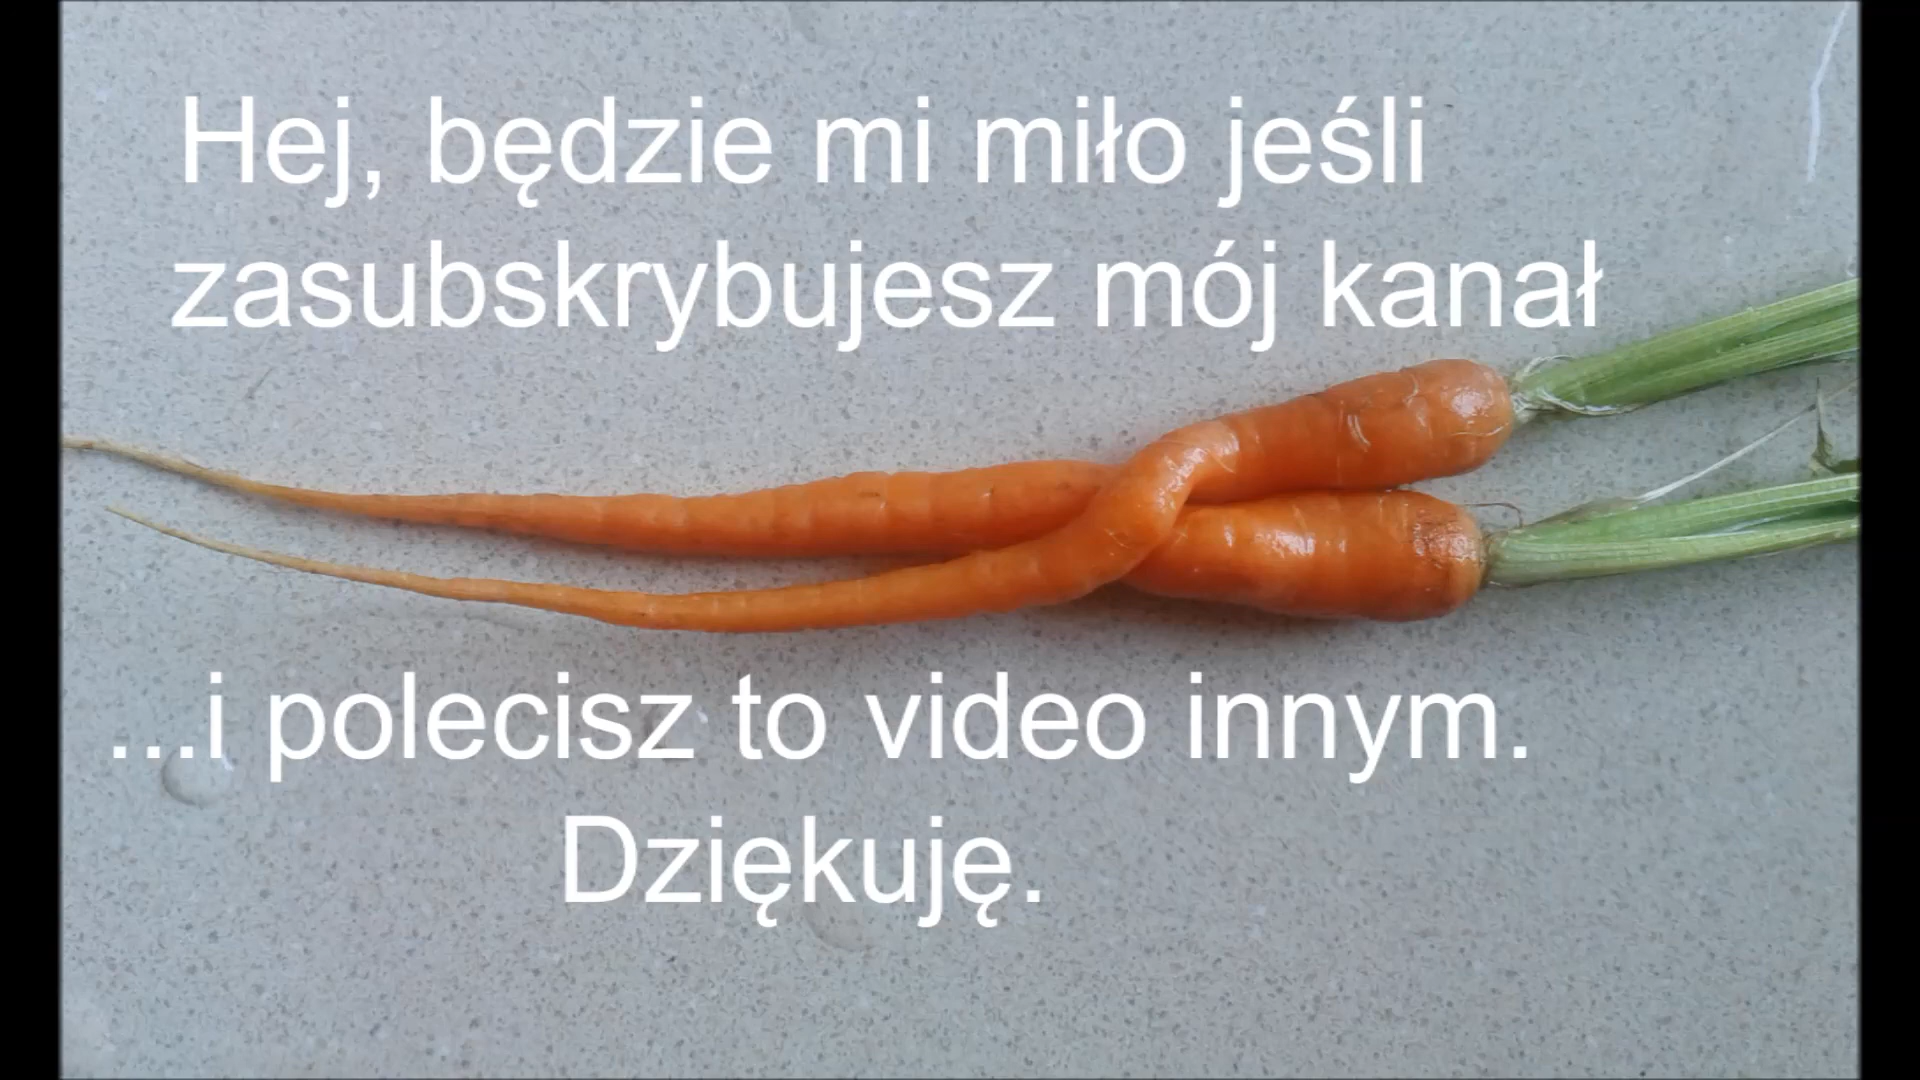 Hej, będzie mi miło jeśli
zasubskrybujesz mój kanał
...i polecisz to video innym.
Dziękuję.